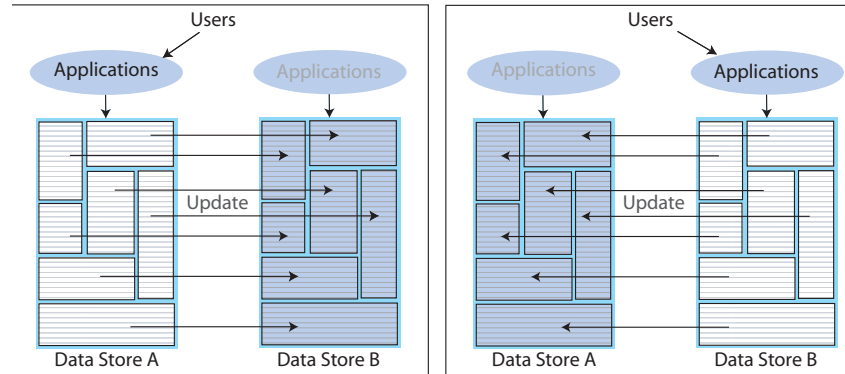 Users
Applications
Applications
Update
Data Store A
Data Store B
Users
Applications
Applications
Update
Data Store A
Data Store B